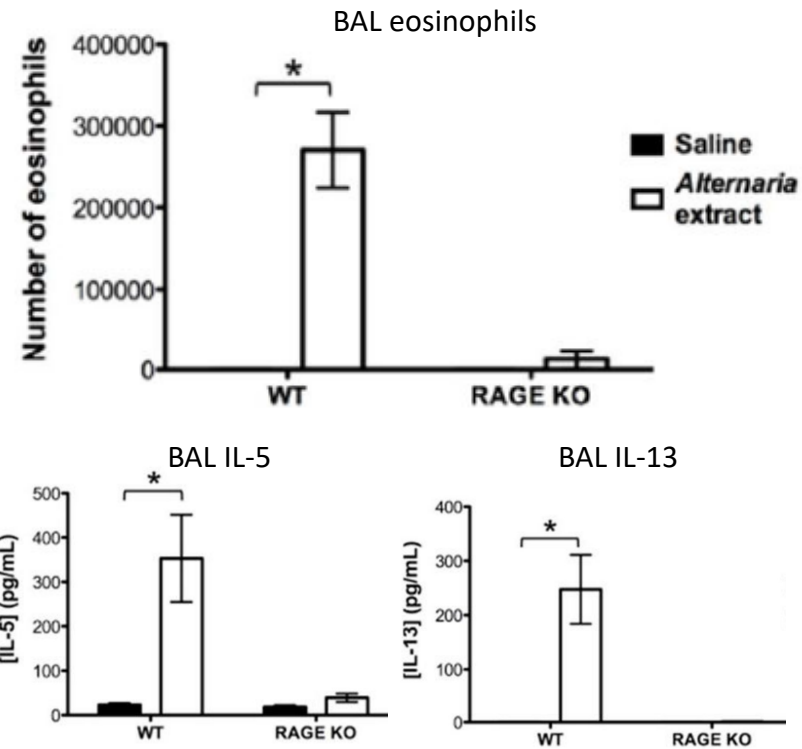 BAL eosinophils
Number of eosinophils
400000
300000
200000
100000
0
*
Saline
Alternaria
extract
WT
RAGE KO
BAL IL-5
[IL-5] (pg/mL)
500
400
300
200
100
0
*
WT
RAGE KO
BAL IL-13
[IL-13] (pg/mL)
400
300
200
100
0
*
WT
RAGE KO